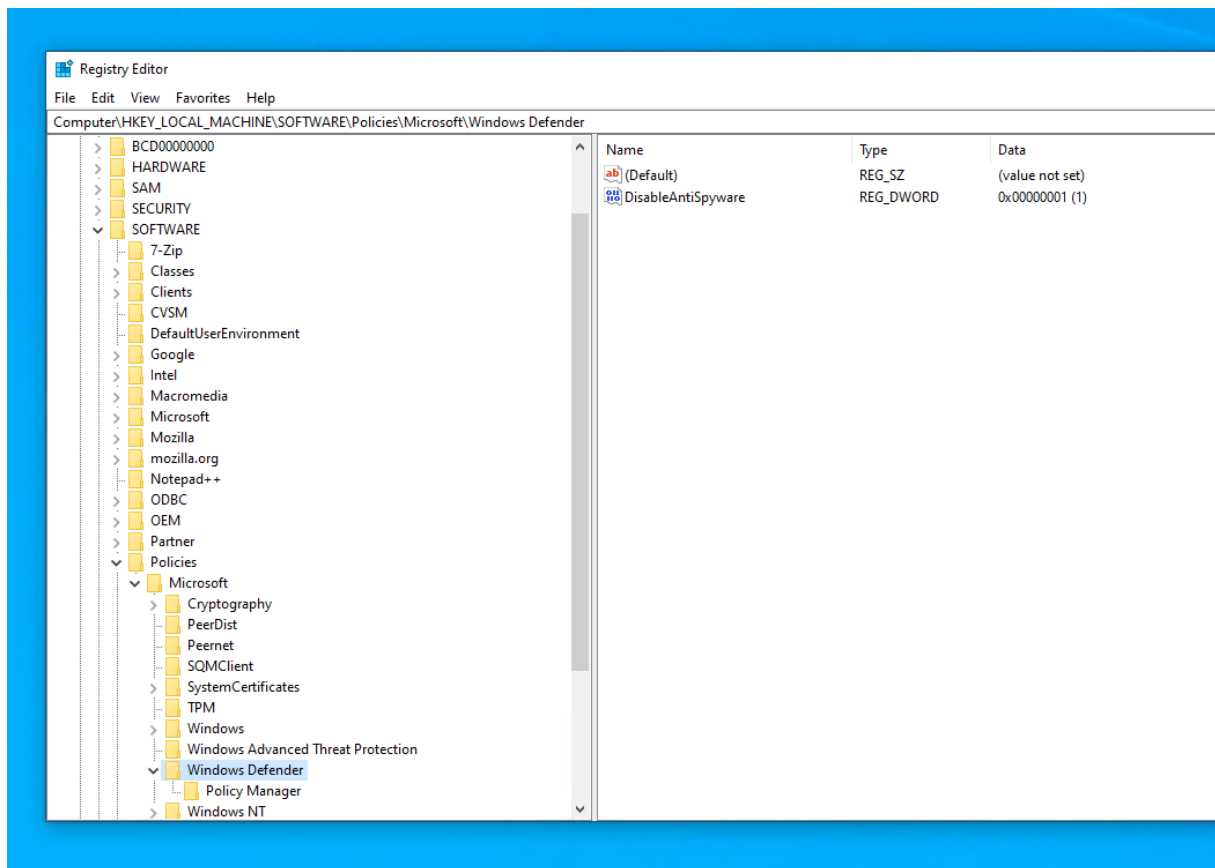 Registry Editor
File Edit View Favorites Help
Computer\HKEY_LOCAL_MACHINE\SOFTWARE\Policies\Microsoft\Windows Defender
BCD00000000
HARDWARE
SAM
SECURITY
SOFTWARE
7-Zip
Classes
Clients
CVSM
DefaultUserEnvironment
Google
Intel
Macromedia
Microsoft
Mozilla
mozilla.org
Notepad++
ODBC
OEM
Partner
Policies
Microsoft
Cryptography
PeerDist
Peernet
SQMClient
SystemCertificates
TPM
Windows
Windows Advanced Threat Protection
Windows Defender
Policy Manager
Windows NT
Name Type Data
(Default) REG_SZ (value not set)
DisableAntiSpyware REG_DWORD 0x00000001 (1)